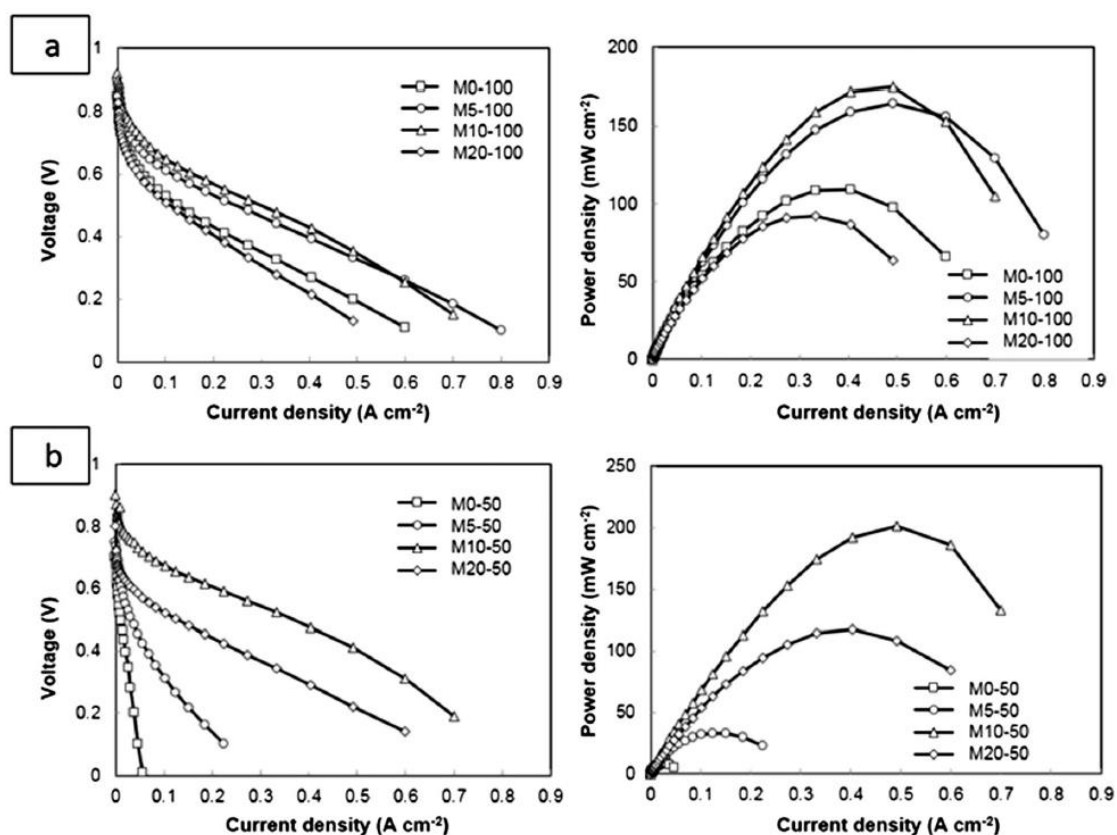 a
1
0.8
0.6
0.4
0.2
0
0 0.1 0.2 0.3 0.4 0.5 0.6 0.7 0.8 0.9
Voltage (V)
Current density (A cm-2)
M0-100
M5-100
M10-100
M20-100
200
150
100
50
0
0 0.1 0.2 0.3 0.4 0.5 0.6 0.7 0.8 0.9
Power density (mW cm-2)
Current density (A cm-2)
M0-100
M5-100
M10-100
M20-100
b
1
0.8
0.6
0.4
0.2
0
0 0.1 0.2 0.3 0.4 0.5 0.6 0.7 0.8 0.9
Voltage (V)
Current density (A cm-2)
M0-50
M5-50
M10-50
M20-50
250
200
150
100
50
0
0 0.1 0.2 0.3 0.4 0.5 0.6 0.7 0.8 0.9
Power density (mW cm-2)
Current density (A cm-2)
M0-50
M5-50
M10-50
M20-50